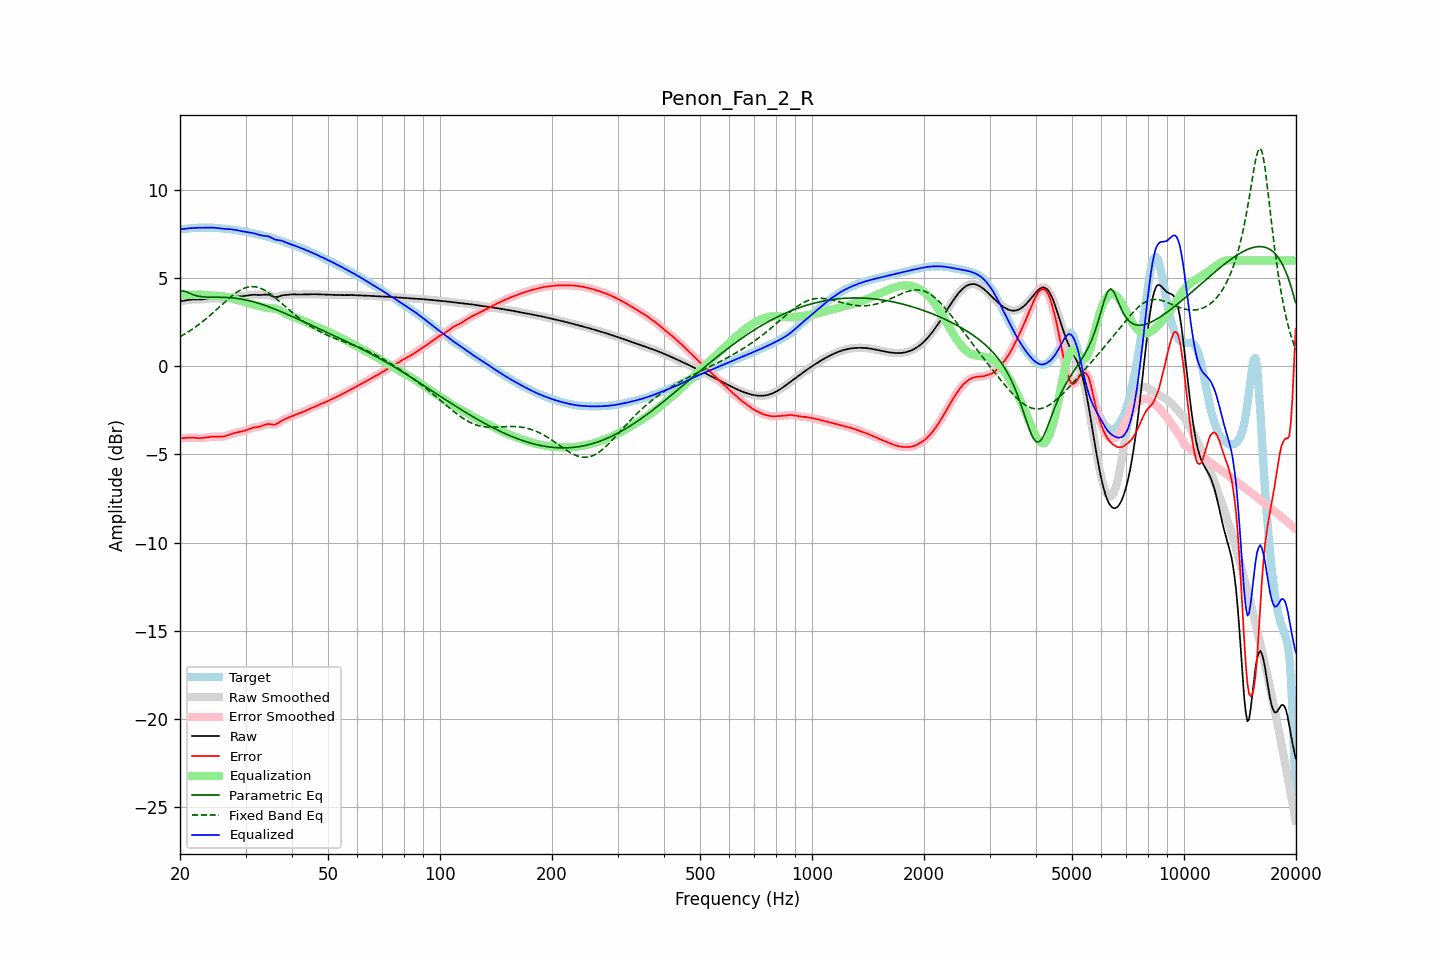 Penon_Fan_2_R
Amplitude (dBr)
10
5
0
−5
−10
−15
−20
−25
Target
Raw Smoothed
Error Smoothed
Raw
Error
Equalization
Parametric Eq
Fixed Band Eq
Equalized
20 50 100 200 500 1000 2000 5000 10000 20000
Frequency (Hz)